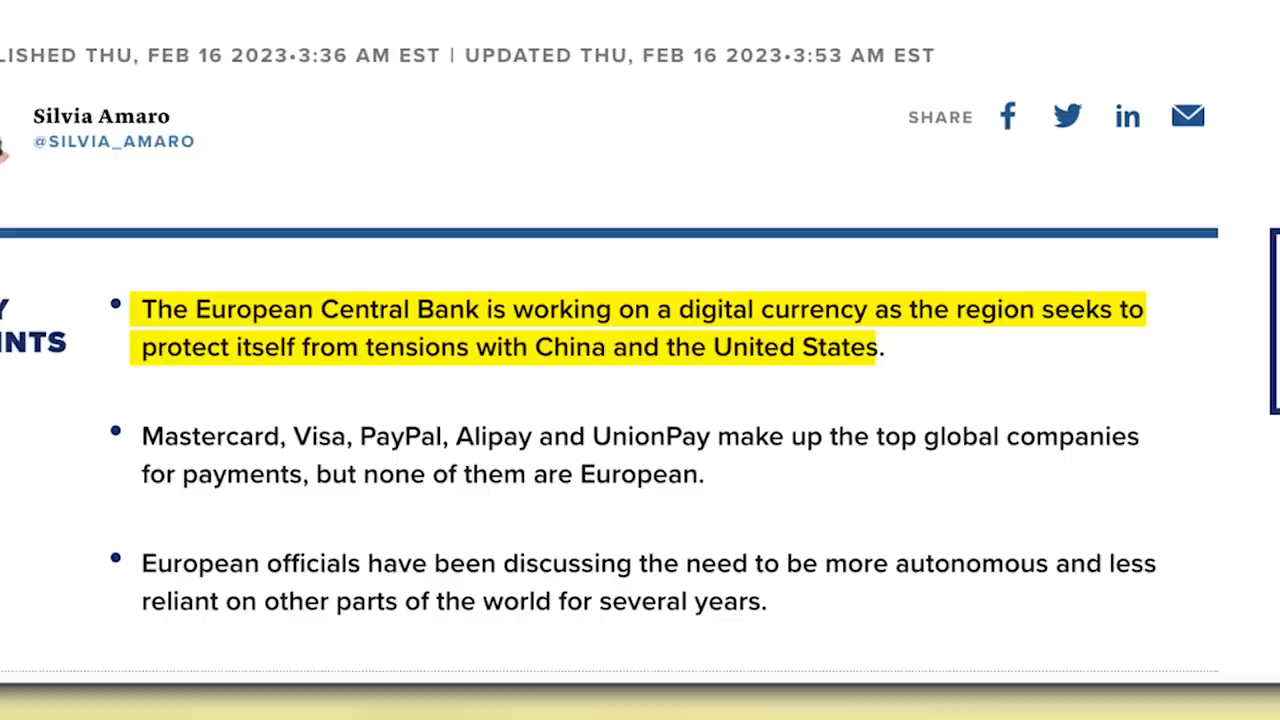 LISHED THU, FEB 16 2023•3:36 AM EST | UPDATED THU, FEB 16 2023•3:53 AM EST
Silvia Amaro
@SILVIA_AMARO
SHARE
Y
INTS
• The European Central Bank is working on a digital currency as the region seeks to
protect itself from tensions with China and the United States.
• Mastercard, Visa, PayPal, Alipay and UnionPay make up the top global companies
for payments, but none of them are European.
• European officials have been discussing the need to be more autonomous and less
reliant on other parts of the world for several years.